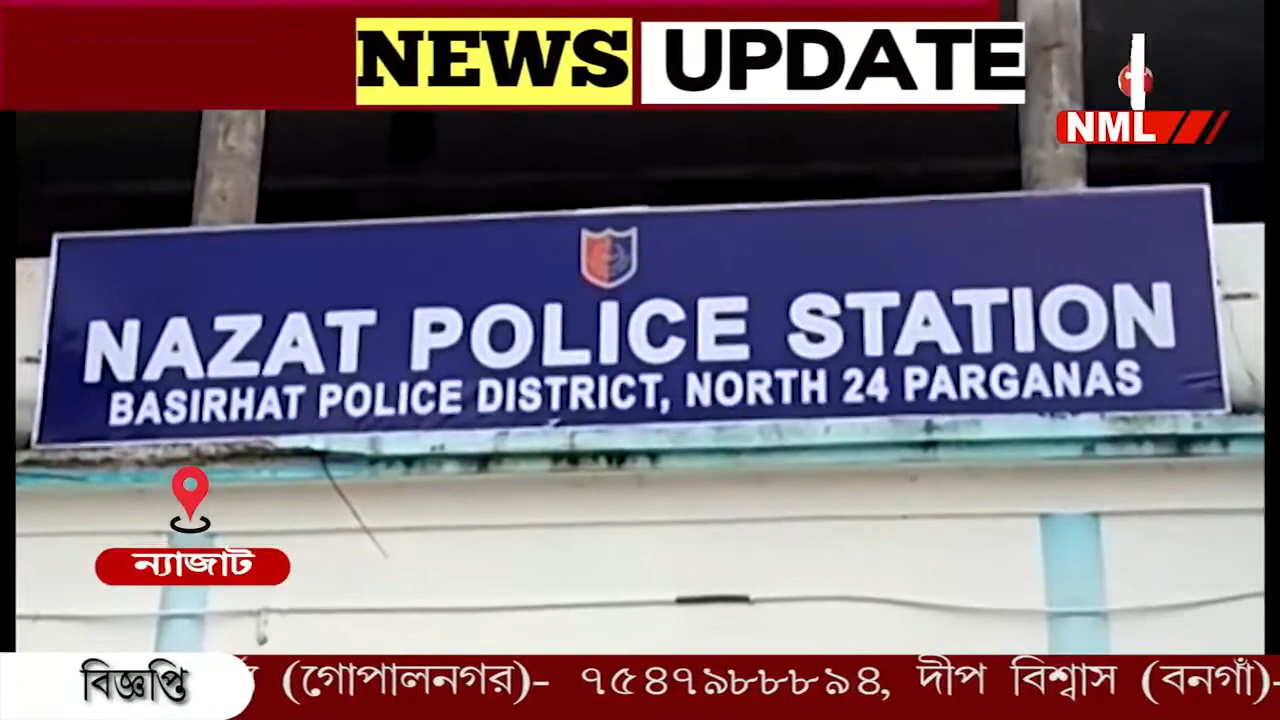 NEWS UPDATE
NML
NAZAT POLICE STATION
BASIRHAT POLICE DISTRICT, NORTH 24 PARGANAS
ন্যাজাট
বিজ্ঞপ্তি
(গোপালনগর)- ৭৫৪৭৯৮৮৮৯৪, দীপ বিশ্বাস (বনগাঁ)-